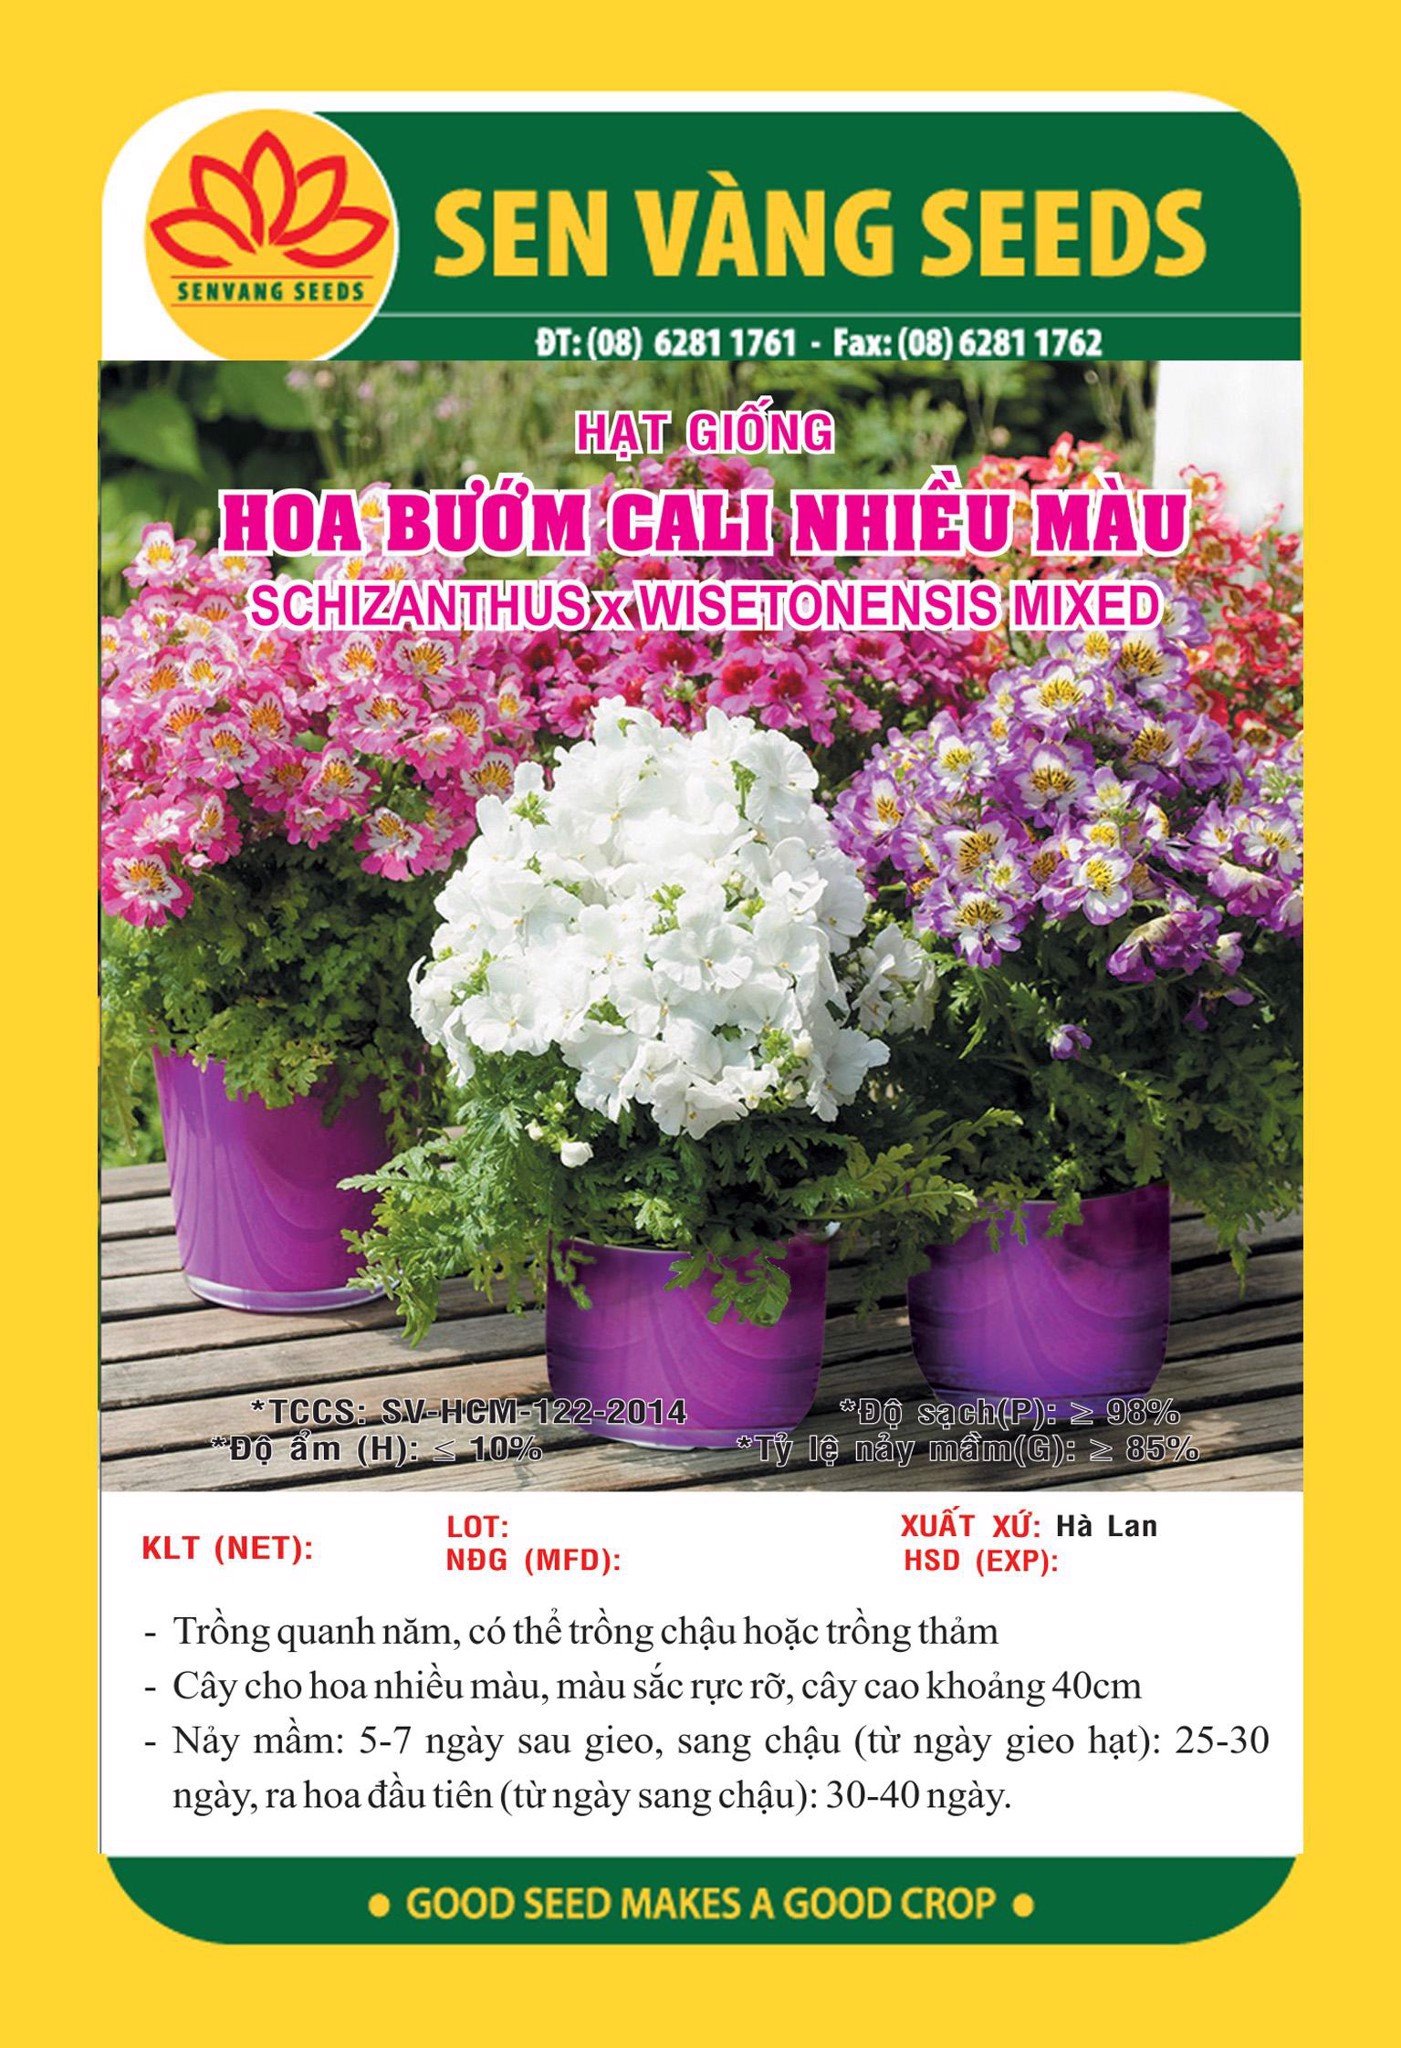 SENVANG SEEDS
SEN VÀNG SEEDS
ĐT: (08) 6281 1761 - Fax: (08) 6281 1762
HẠT GIỐNG
HOA BƯỚM CALI NHIỀU MÀU
SCHIZANTHUS x WISETONENSIS MIXED
*TCCS: SV-HCM-122-2014 *Độ sạch(P): ≥ 98%
*Độ ẩm (H): ≤ 10% *Tỷ lệ nảy mầm(G): ≥ 85%
KLT (NET):
LOT:
NĐG (MFD):
XUẤT XỨ: Hà Lan
HSD (EXP):
- Trồng quanh năm, có thể trồng chậu hoặc trồng thảm
- Cây cho hoa nhiều màu, màu sắc rực rỡ, cây cao khoảng 40cm
- Nảy mầm: 5-7 ngày sau gieo, sang chậu (từ ngày gieo hạt): 25-30
ngày, ra hoa đầu tiên (từ ngày sang chậu): 30-40 ngày.
• GOOD SEED MAKES A GOOD CROP •